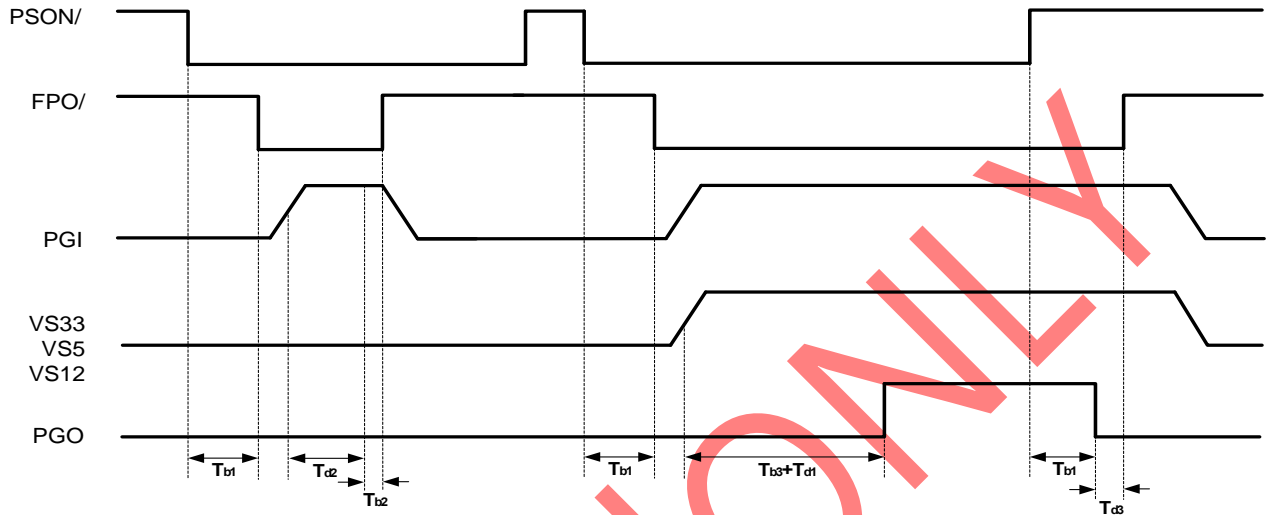 PSON/
FPO/
PGI
VS33
VS5
VS12
PGO
Tb1
Td2
Tb2
Tb1
Tb3+Td1
Tb1
Td3
ONLY